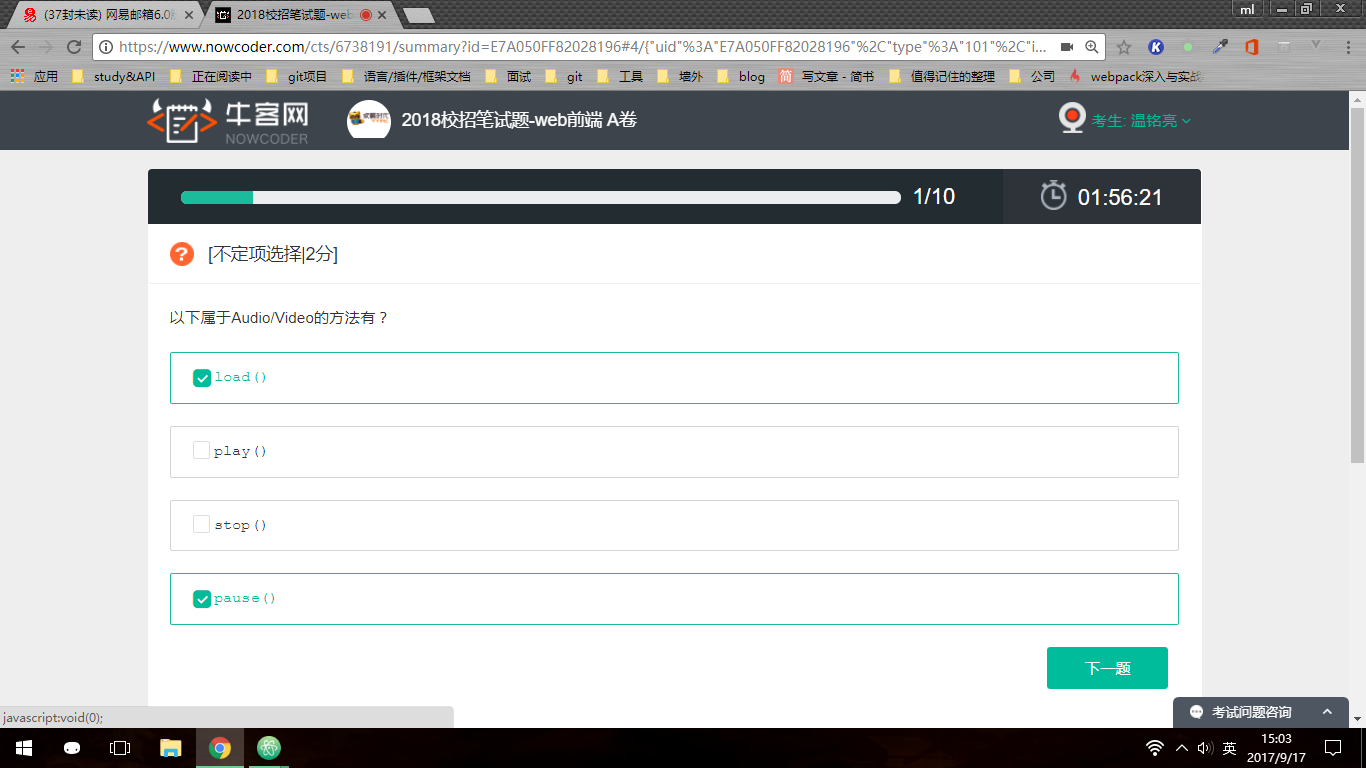 (37封未读) 网易邮箱6.0版
2018校招笔试题-web
ml
https://www.nowcoder.com/cts/6738191/summary?id=E7A050FF82028196#4/{"uid"%3A"E7A050FF82028196"%2C"type"%3A"101"%2C"i...
应用 study&API 正在阅读中 git项目 语言/插件/框架文档 面试 git 工具 墙外 blog 简 写文章 - 简书 值得记住的整理 公司 webpack深入与实战
牛客网
NOWCODER
2018校招笔试题-web前端 A卷
考生: 温铭亮
1/10
01:56:21
[不定项选择|2分]
以下属于Audio/Video的方法有？
load()
play()
stop()
pause()
下一题
javascript:void(0);
考试问题咨询
英
15:03
2017/9/17